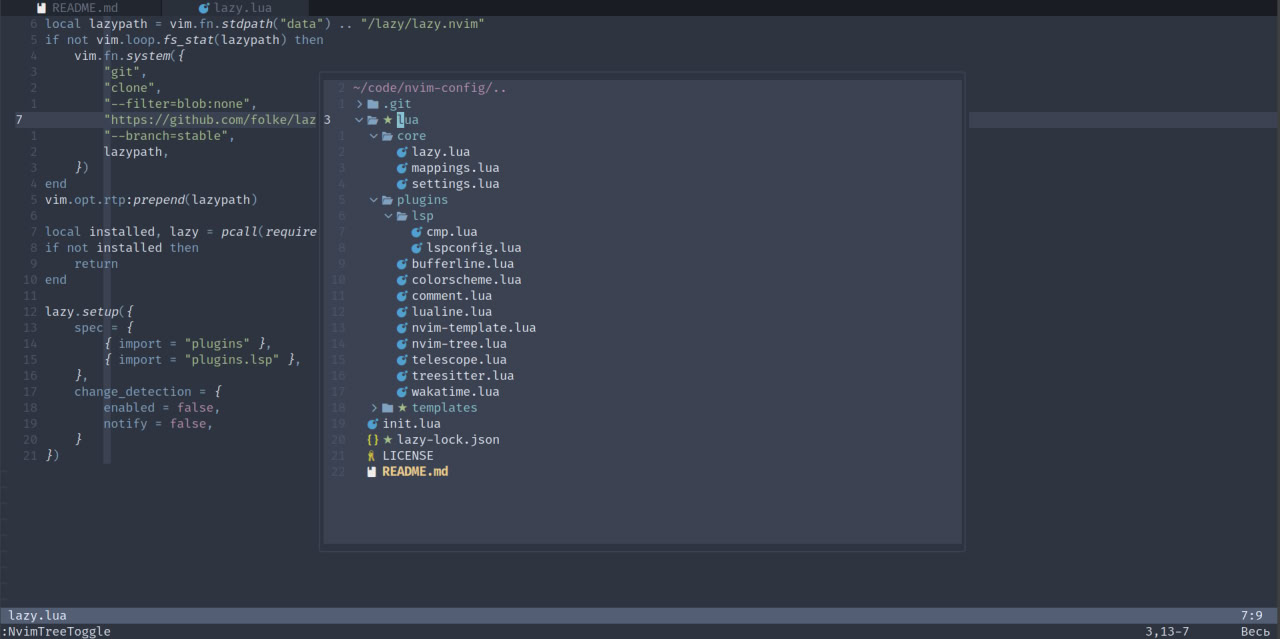 README.md lazy.lua
6 local lazypath = vim.fn.stdpath("data") .. "/lazy/lazy.nvim"
5 if not vim.loop.fs_stat(lazypath) then
4 vim.fn.system({
3 "git",
2 "clone",
1 "--filter=blob:none",
7 "https://github.com/folke/laz
1 "--branch=stable",
2 lazypath,
3 })
4 end
5 vim.opt.rtp:prepend(lazypath)
6
7 local installed, lazy = pcall(require
8 if not installed then
9 return
10 end
11
12 lazy.setup({
13 spec = {
14 { import = "plugins" },
15 { import = "plugins.lsp" },
16 },
17 change_detection = {
18 enabled = false,
19 notify = false,
20 }
21 })
2 ~/code/nvim-config/..
1 .git
3 lua
1 core
2 lazy.lua
3 mappings.lua
4 settings.lua
5 plugins
6 lsp
7 cmp.lua
8 lspconfig.lua
9 bufferline.lua
10 colorscheme.lua
11 comment.lua
12 lualine.lua
13 nvim-template.lua
14 nvim-tree.lua
15 telescope.lua
16 treesitter.lua
17 wakatime.lua
18 templates
19 init.lua
20 {} lazy-lock.json
21 LICENSE
22 README.md
lazy.lua 7:9
:NvimTreeToggle 3,13-7 Весь